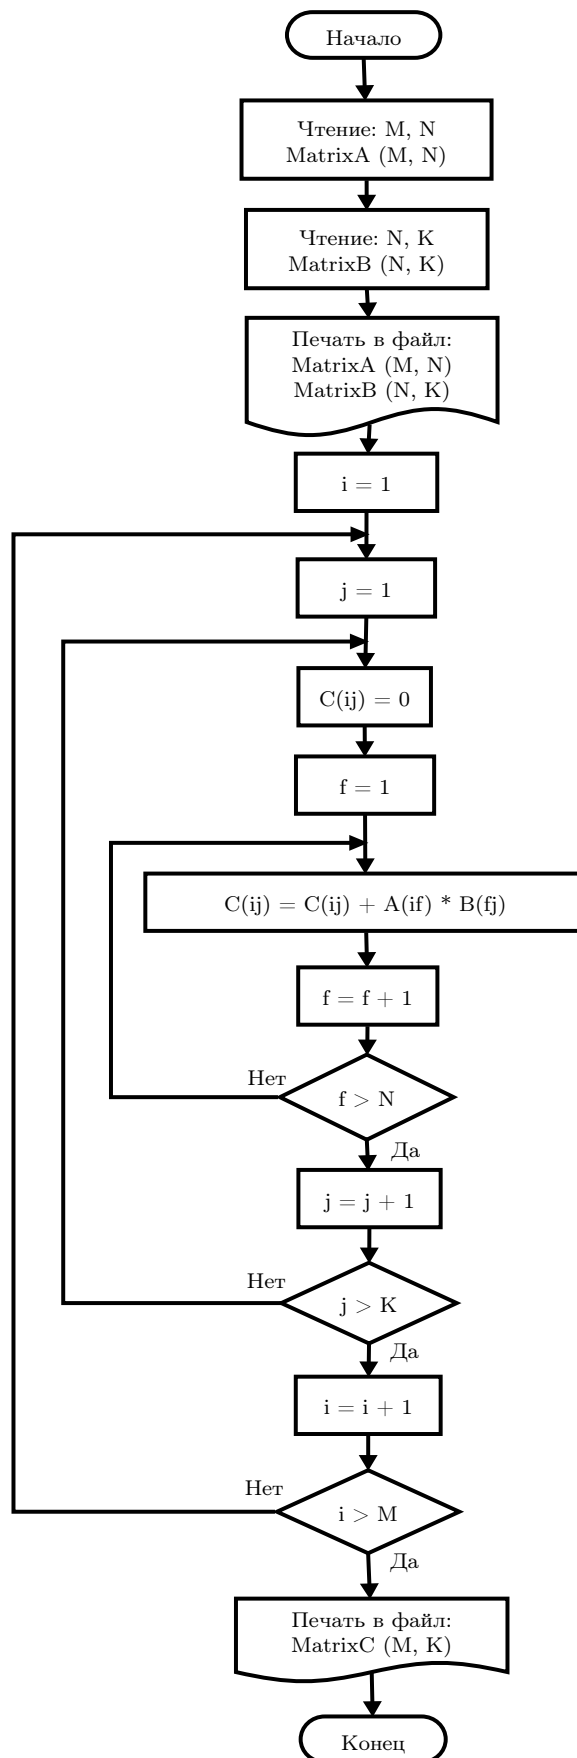 Начало
Чтение: M, N
MatrixA (M, N)
Чтение: N, K
MatrixB (N, K)
Печать в файл:
MatrixA (M, N)
MatrixB (N, K)
i = 1
j = 1
C(ij) = 0
f = 1
C(ij) = C(ij) + A(if) * B(fj)
f = f + 1
Нет
f > N
Да
j = j + 1
Нет
j > K
Да
i = i + 1
Нет
i > M
Да
Печать в файл:
MatrixC (M, K)
Конец